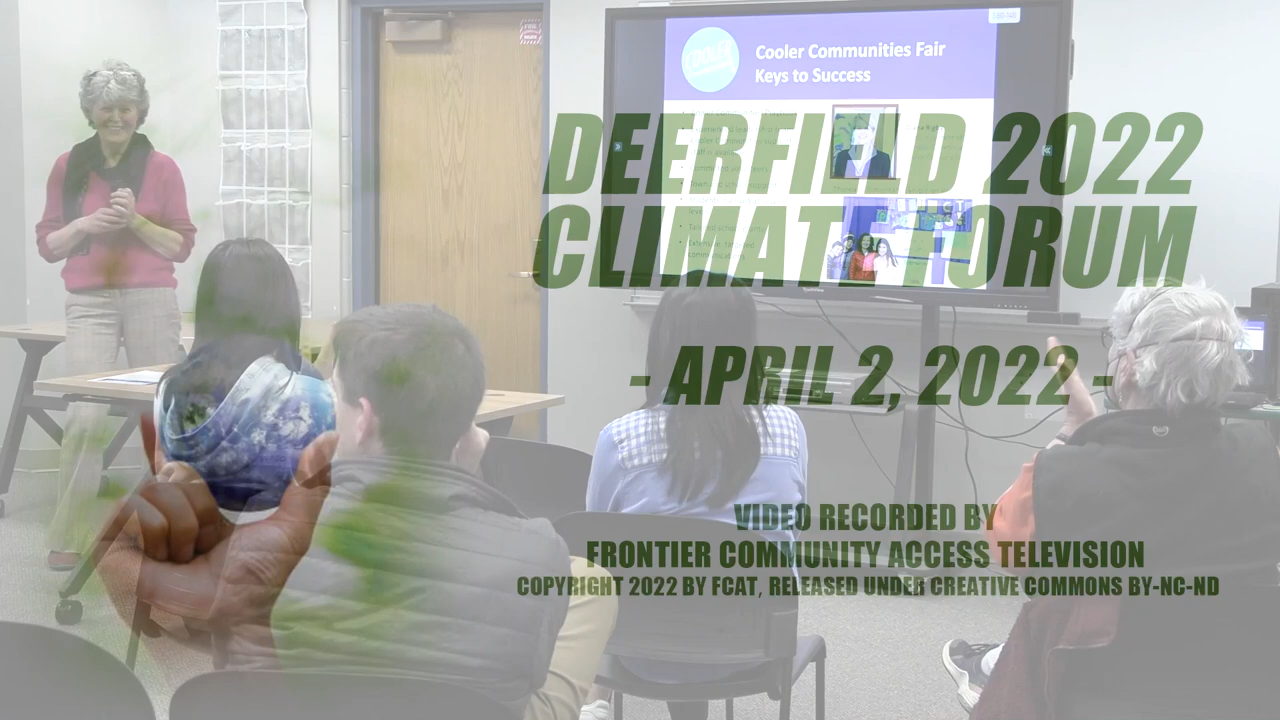 COOLER
Cooler Communities Fair
Keys to Success
DEERFIELD 2022
CLIMATE FORUM
- APRIL 2, 2022 -
VIDEO RECORDED BY
FRONTIER COMMUNITY ACCESS TELEVISION
COPYRIGHT 2022 BY FCAT, RELEASED UNDER CREATIVE COMMONS BY-NC-ND